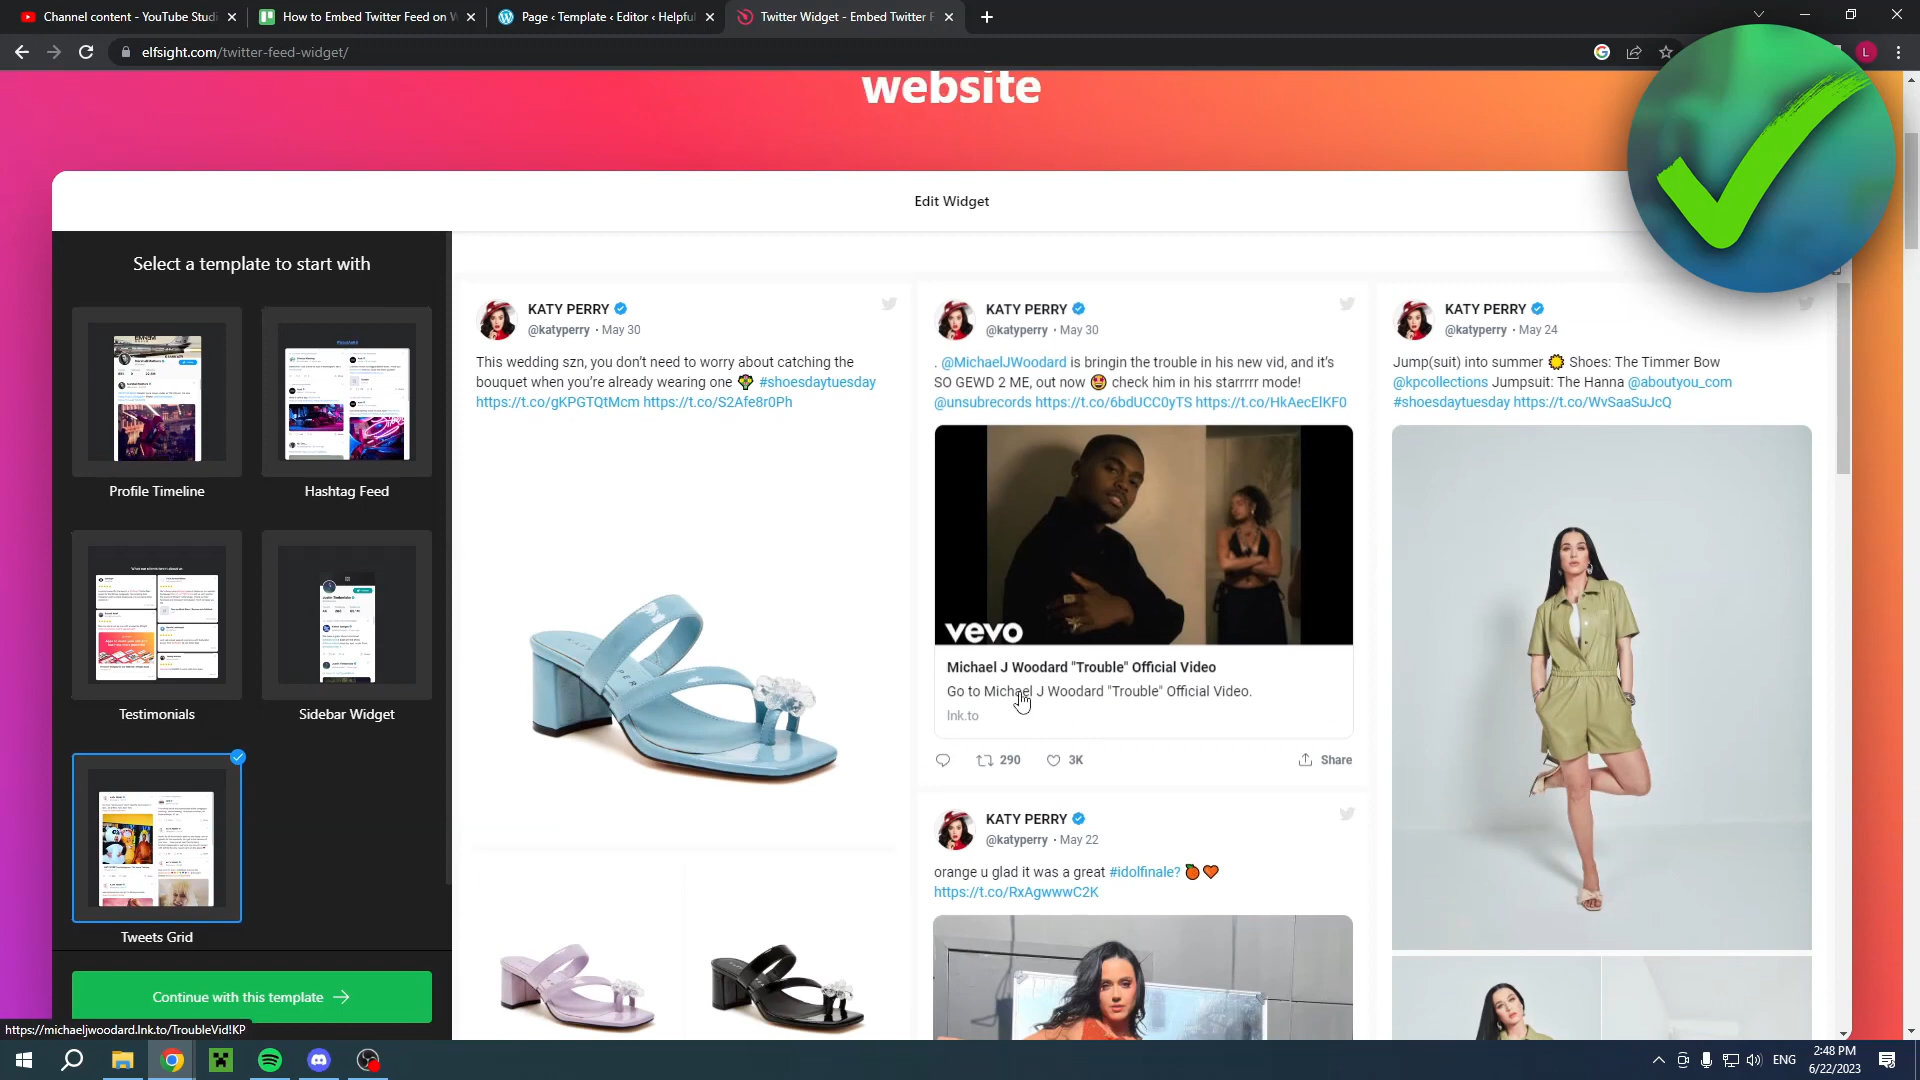 Channel content - YouTube Studi
How to Embed Twitter Feed on W
Page ‹ Template ‹ Editor ‹ Helpful
Twitter Widget - Embed Twitter F
elfsight.com/twitter-feed-widget/
L
website
Edit Widget
Select a template to start with
Profile Timeline
Hashtag Feed
Testimonials
Sidebar Widget
Tweets Grid
Continue with this template
KATY PERRY
@katyperry · May 30
This wedding szn, you don't need to worry about catching the
bouquet when you're already wearing one 💐 #shoesdaytuesday
https://t.co/gKPGTQtMcm https://t.co/S2Afe8r0Ph
KATY PERRY
@katyperry · May 30
. @MichaelJWoodard is bringin the trouble in his new vid, and it's
SO GEWD 2 ME, out now 🤩 check him in his starrrrr mode!
@unsubrecords https://t.co/6bdUCC0yTS https://t.co/HkAecElKF0
vevo
Michael J Woodard "Trouble" Official Video
Go to Michael J Woodard "Trouble" Official Video.
lnk.to
290
3K
Share
KATY PERRY
@katyperry · May 22
orange u glad it was a great #idolfinale? 🍊🧡
https://t.co/RxAgwwwC2K
KATY PERRY
@katyperry · May 24
Jump(suit) into summer 🌞 Shoes: The Timmer Bow
@kpcollections Jumpsuit: The Hanna @aboutyou_com
#shoesdaytuesday https://t.co/WvSaaSuJcQ
https://michaeljwoodard.lnk.to/TroubleVid!KP
ENG
2:48 PM
6/22/2023